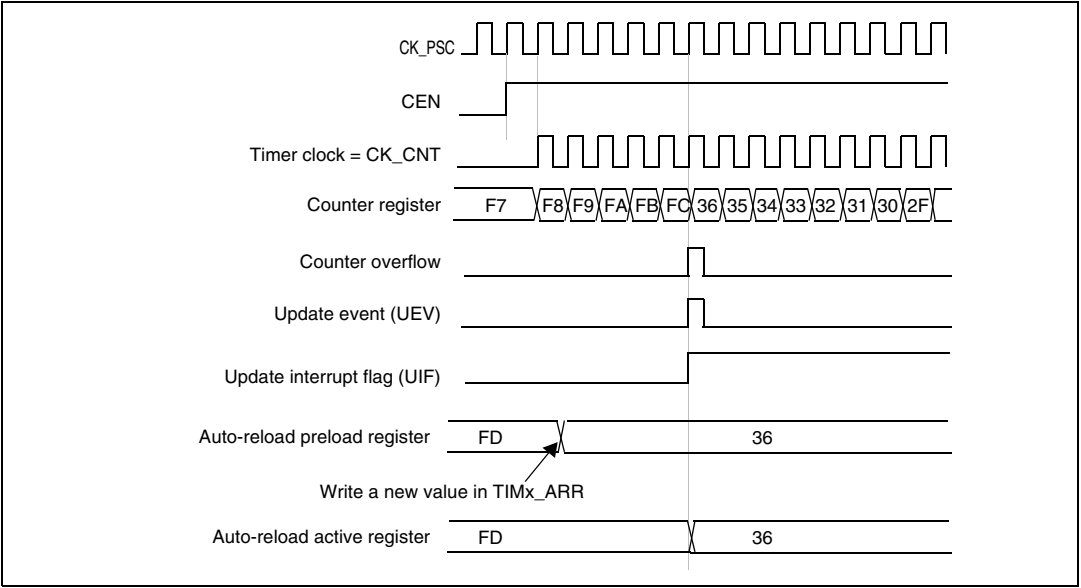 CK_PSC
CEN
Timer clock = CK_CNT
Counter register F7 F8 F9 FA FB FC 36 35 34 33 32 31 30 2F
Counter overflow
Update event (UEV)
Update interrupt flag (UIF)
Auto-reload preload register FD 36
Write a new value in TIMx_ARR
Auto-reload active register FD 36